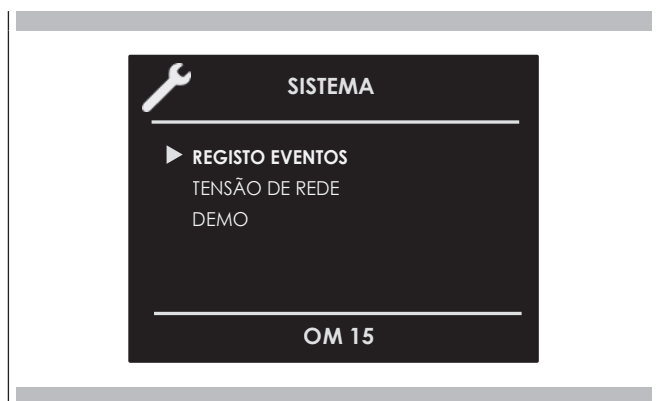 SISTEMA
REGISTO EVENTOS
TENSÃO DE REDE
DEMO
OM 15